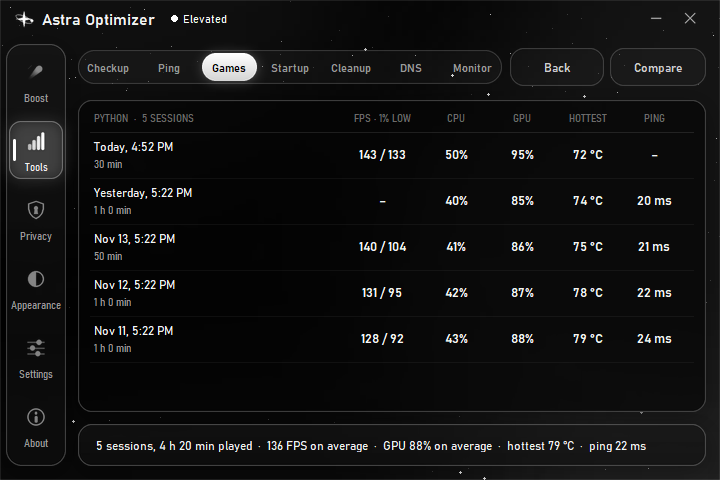 Astra Optimizer
Elevated
Boost
Tools
Privacy
Appearance
Settings
About
Checkup Ping Games Startup Cleanup DNS Monitor Back Compare
PYTHON · 5 SESSIONS FPS · 1% LOW CPU GPU HOTTEST PING
Today, 4:52 PM
30 min
143 / 133 50% 95% 72 °C –
Yesterday, 5:22 PM
1 h 0 min
– 40% 85% 74 °C 20 ms
Nov 13, 5:22 PM
50 min
140 / 104 41% 86% 75 °C 21 ms
Nov 12, 5:22 PM
1 h 0 min
131 / 95 42% 87% 78 °C 22 ms
Nov 11, 5:22 PM
1 h 0 min
128 / 92 43% 88% 79 °C 24 ms
5 sessions, 4 h 20 min played · 136 FPS on average · GPU 88% on average · hottest 79 °C · ping 22 ms